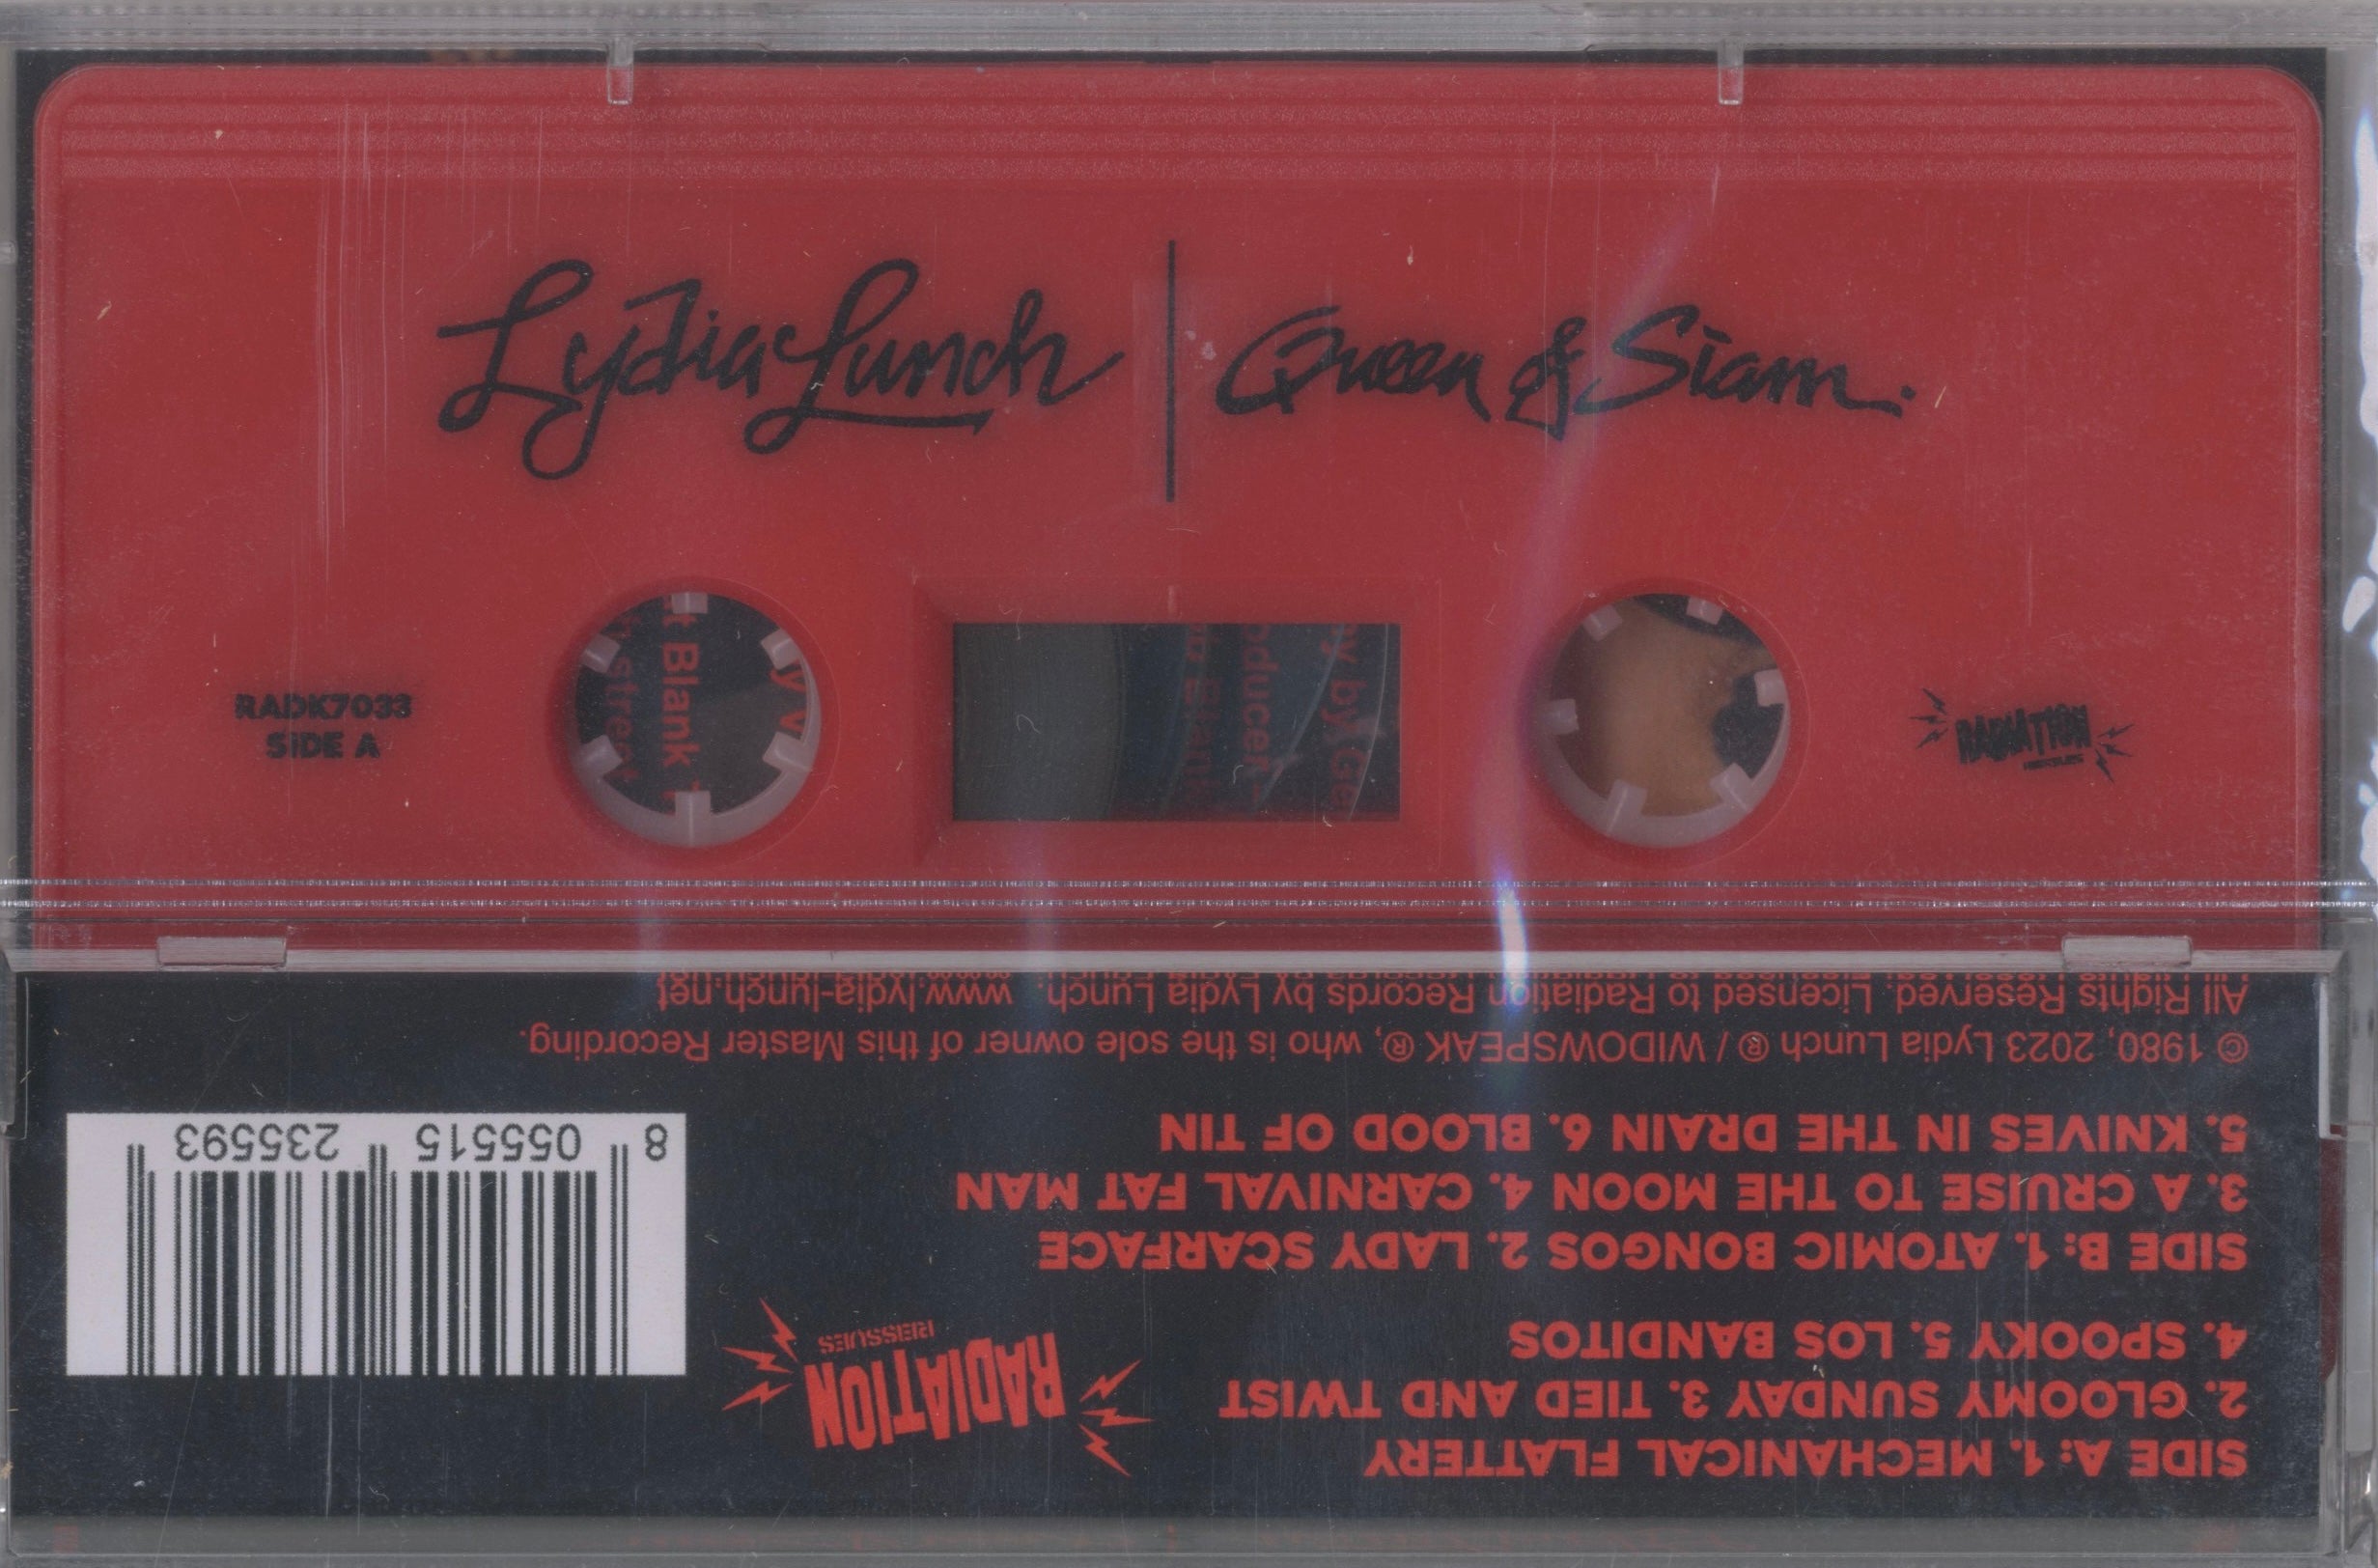 Lydia Lunch
Queen of Siam.
RADK7033
SIDE A
RADIATION
REISSUES
t Blank
by
oducer
SIDE A: 1. MECHANICAL FLATTERY
2. GLOOMY SUNDAY 3. TIED AND TWIST
4. SPOOKY 5. LOS BANDITOS
RADIATION
REISSUES
SIDE B: 1. ATOMIC BONGOS 2. LADY SCARFACE
3. A CRUISE TO THE MOON 4. CARNIVAL FAT MAN
5. KNIVES IN THE DRAIN 6. BLOOD OF TIN
8 055515 235593
© 1980, 2023 Lydia Lunch ® / WIDOWSPEAK ®, who is the sole owner of this Master Recording.
All Rights Reserved. Licensed to Radiation Records by Lydia Lunch. www.lydia-lunch.net